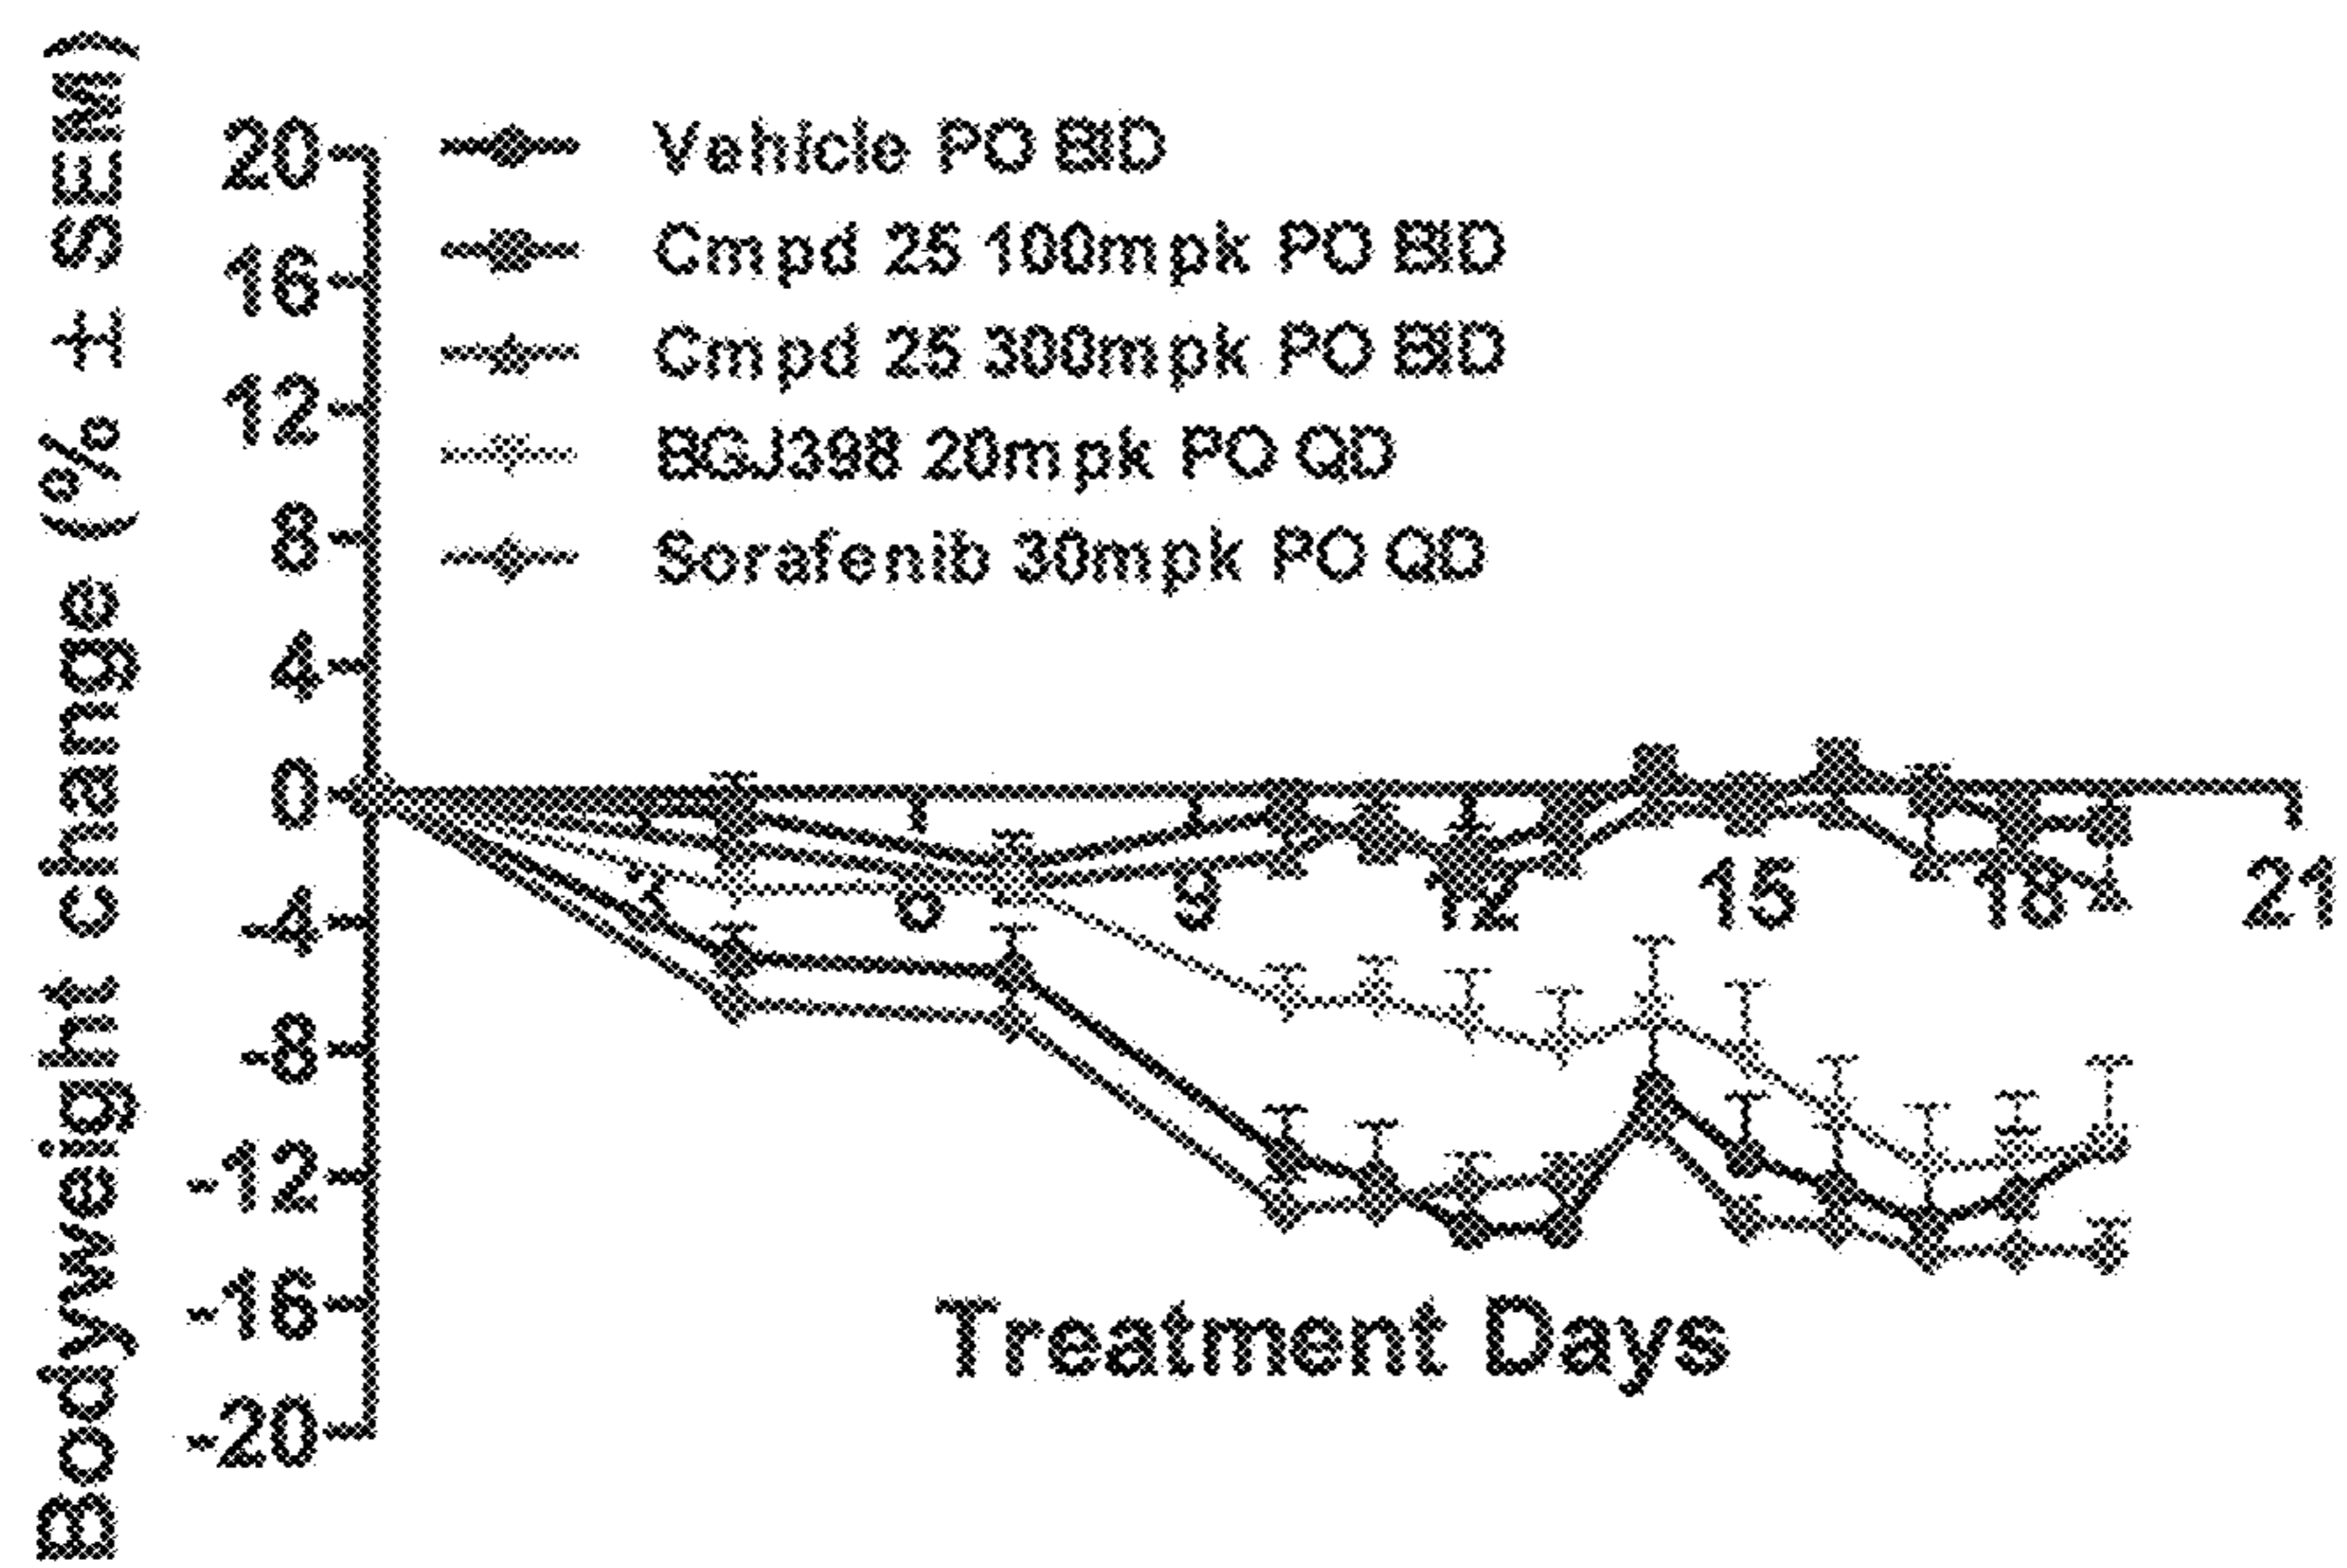 Bodyweight change (% ± SEM)
20
16
12
8
4
0
-4
-8
-12
-16
-20
Vehicle PO BID
Cmpd 25 100mpk PO BID
Cmpd 25 300mpk PO BID
BGJ398 20mpk PO QD
Sorafenib 30mpk PO QD
3 6 9 12 15 18 21
Treatment Days